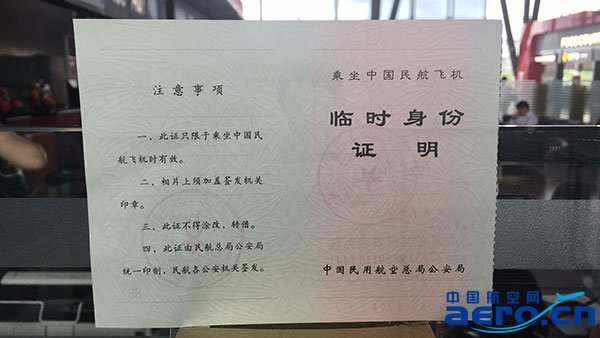 注意事项
一、此证只限于乘坐中国民
航飞机时有效。
二、相片上须加盖签发机关
印章。
三、此证不得涂改、转借。
四、此证由民航总局公安局
统一印制，民航各公安机关签发。
乘坐中国民航飞机
临时身份
证明
中国民用航空总局公安局
中国航空网
aero.cn